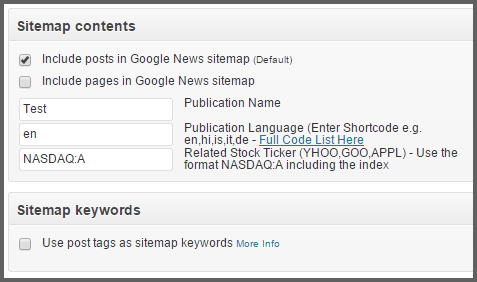 Sitemap contents
Include posts in Google News sitemap (Default)
Include pages in Google News sitemap
Test
Publication Name
en
Publication Language (Enter Shortcode e.g.
en,hi,is,it,de - Full Code List Here
NASDAQ:A
Related Stock Ticker (YHOO,GOO,APPL) - Use the
format NASDAQ:A including the index
Sitemap keywords
Use post tags as sitemap keywords More Info